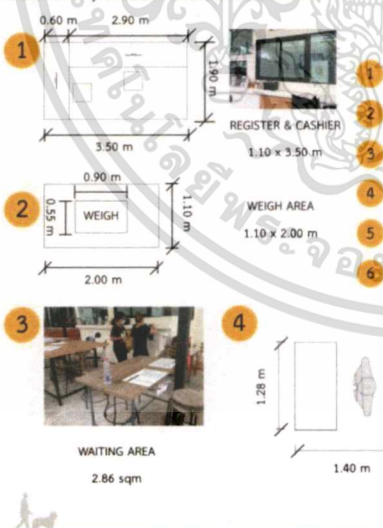 0.60 m 2.90 m
1
1.90 m
3.50 m
REGISTER & CASHIER
1.10 x 3.50 m
1
2
3
4
5
6
0.90 m
2
0.55 m
WEIGH
1.10 m
2.00 m
WEIGH AREA
1.10 x 2.00 m
3
WAITING AREA
2.86 sqm
4
1.28 m
1.40 m